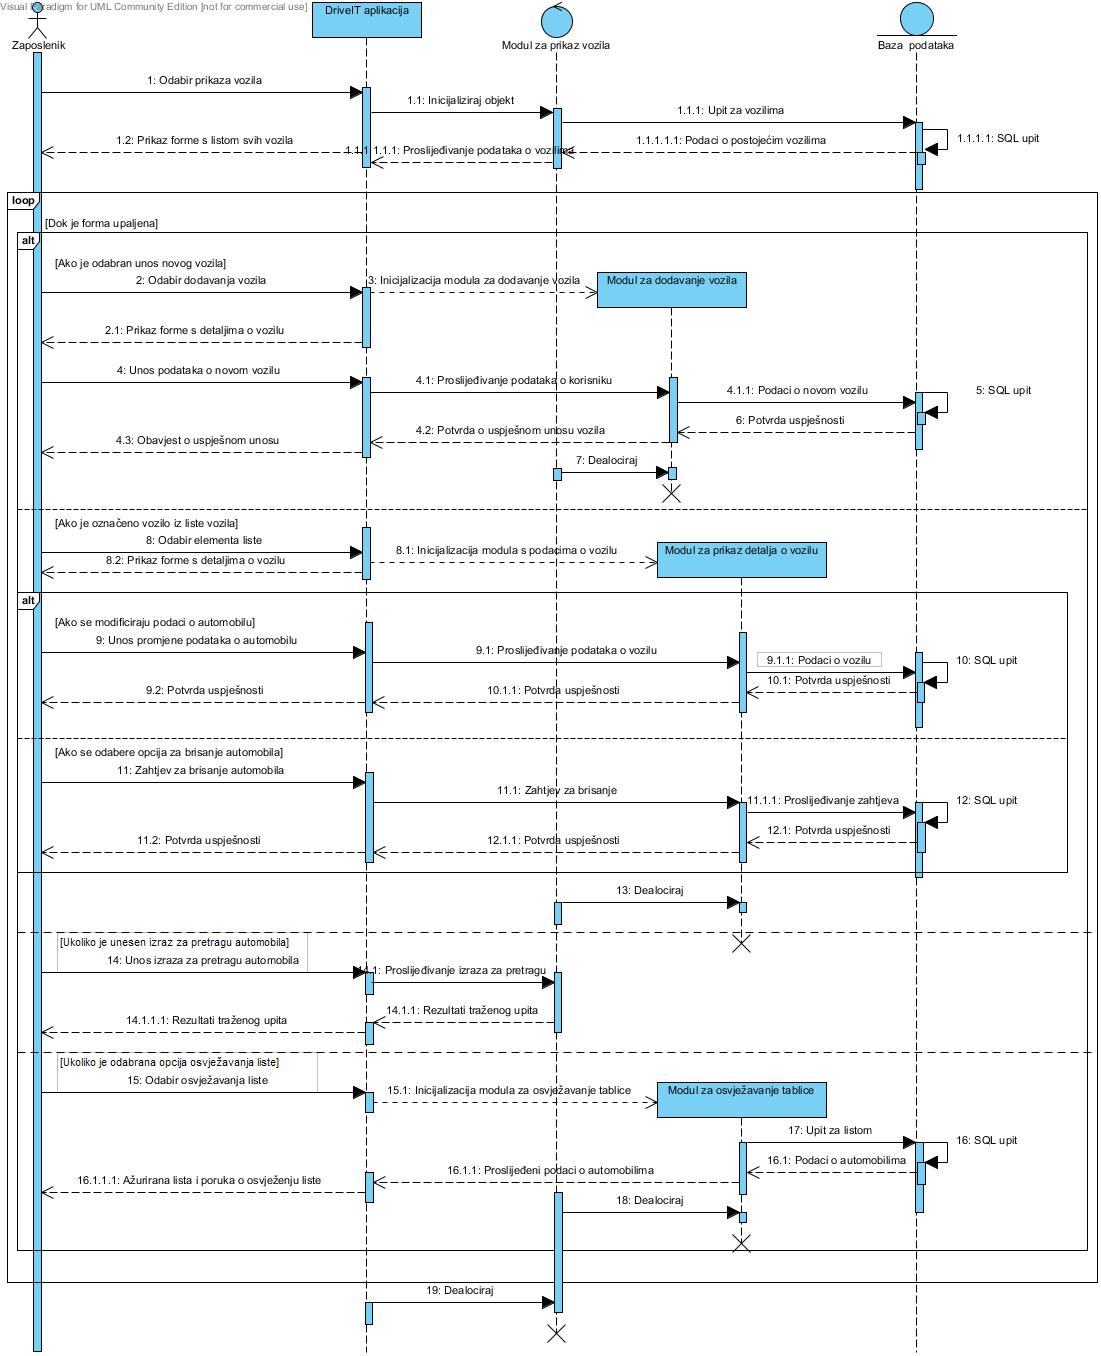 Visual Paradigm for UML Community Edition [not for commercial use]
DriveIT aplikacija
Zaposlenik
Modul za prikaz vozila
Baza podataka
1: Odabir prikaza vozila
1.1: Inicijaliziraj objekt
1.1.1: Upit za vozilima
1.2: Prikaz forme s listom svih vozila
1.1.1.1.1: Podaci o postojećim vozilima
1.1.1.1: SQL upit
1.1.1.1.1.1: Proslijeđivanje podataka o vozilima
loop
[Dok je forma upaljena]
alt
[Ako je odabran unos novog vozila]
2: Odabir dodavanja vozila
3: Inicijalizacija modula za dodavanje vozila
Modul za dodavanje vozila
2.1: Prikaz forme s detaljima o vozilu
4: Unos podataka o novom vozilu
4.1: Proslijeđivanje podataka o korisniku
4.1.1: Podaci o novom vozilu
5: SQL upit
4.3: Obavjest o uspješnom unosu
4.2: Potvrda o uspješnom unosu vozila
6: Potvrda uspješnosti
7: Dealociraj
[Ako je označeno vozilo iz liste vozila]
8: Odabir elementa liste
8.1: Inicijalizacija modula s podacima o vozilu
Modul za prikaz detalja o vozilu
8.2: Prikaz forme s detaljima o vozilu
alt
[Ako se modificiraju podaci o automobilu]
9: Unos promjene podataka o automobilu
9.1: Proslijeđivanje podataka o vozilu
9.1.1: Podaci o vozilu
10: SQL upit
10.1: Potvrda uspješnosti
9.2: Potvrda uspješnosti
10.1.1: Potvrda uspješnosti
[Ako se odabere opcija za brisanje automobila]
11: Zahtjev za brisanje automobila
11.1: Zahtjev za brisanje
11.1.1: Proslijeđivanje zahtjeva
12: SQL upit
12.1: Potvrda uspješnosti
11.2: Potvrda uspješnosti
12.1.1: Potvrda uspješnosti
13: Dealociraj
[Ukoliko je unesen izraz za pretragu automobila]
14: Unos izraza za pretragu automobila
14.1: Proslijeđivanje izraza za pretragu
14.1.1: Rezultati traženog upita
14.1.1.1: Rezultati traženog upita
[Ukoliko je odabrana opcija osvježavanja liste]
15: Odabir osvježavanja liste
15.1: Inicijalizacija modula za osvježavanje tablice
Modul za osvježavanje tablice
17: Upit za listom
16: SQL upit
16.1: Podaci o automobilima
16.1.1: Proslijeđeni podaci o automobilima
16.1.1.1: Ažurirana lista i poruka o osvježenju liste
18: Dealociraj
19: Dealociraj